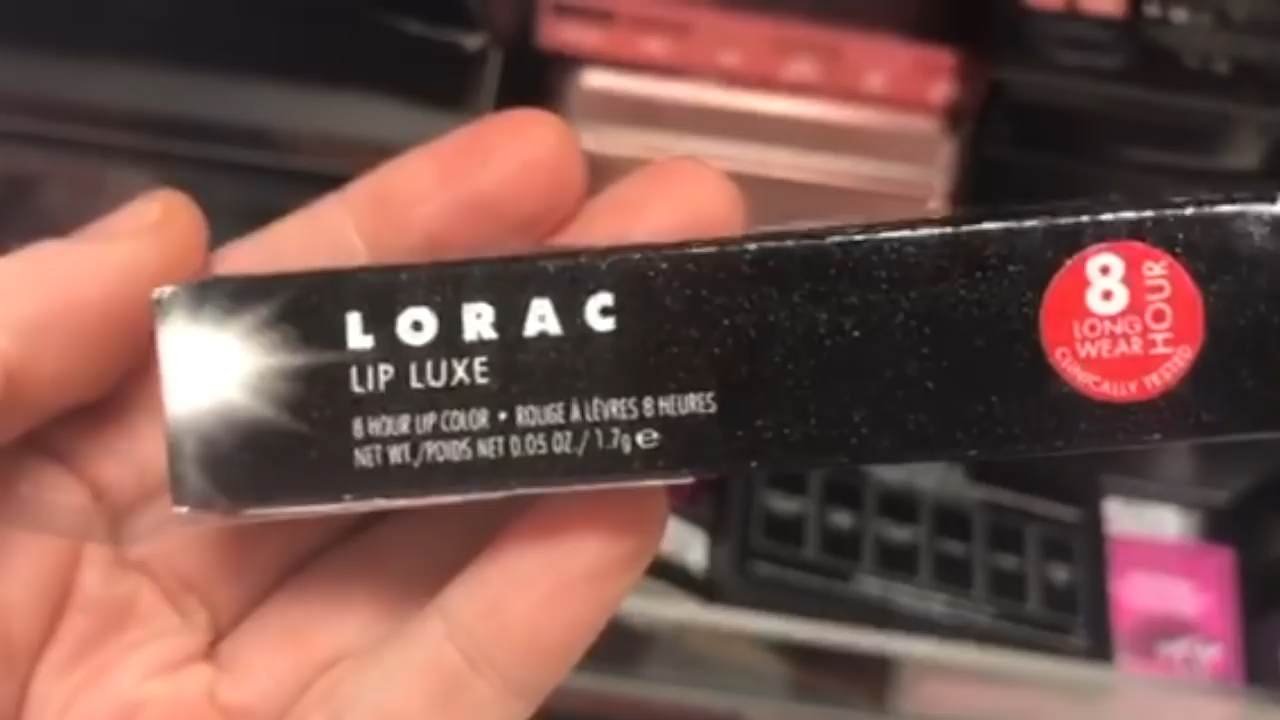 LORAC
LIP LUXE
8 HOUR LIP COLOR • ROUGE À LÈVRES 8 HEURES
NET WT./POIDS NET 0.05 OZ./ 1.7g ℮
8
HOUR
LONG
WEAR
CLINICALLY TESTED